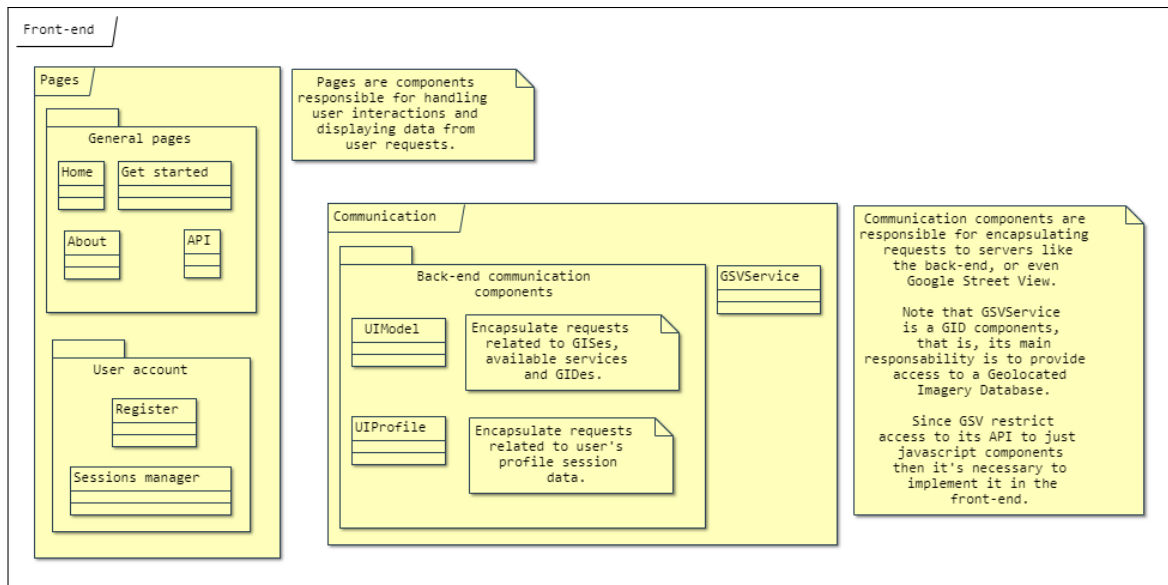 Front-end
Pages
General pages
Home
Get started
About
API
User account
Register
Sessions manager
Pages are components
responsible for handling
user interactions and
displaying data from
user requests.
Communication
Back-end communication
components
UIModel
Encapsulate requests
related to GISes,
available services
and GIDes.
UIProfile
Encapsulate requests
related to user's
profile session
data.
GSVService
Communication components are
responsible for encapsulating
requests to servers like
the back-end, or even
Google Street View.
Note that GSVService
is a GID components,
that is, its main
responsability is to provide
access to a Geolocated
Imagery Database.
Since GSV restrict
access to its API to just
javascript components
then it's necessary to
implement it in the
front-end.